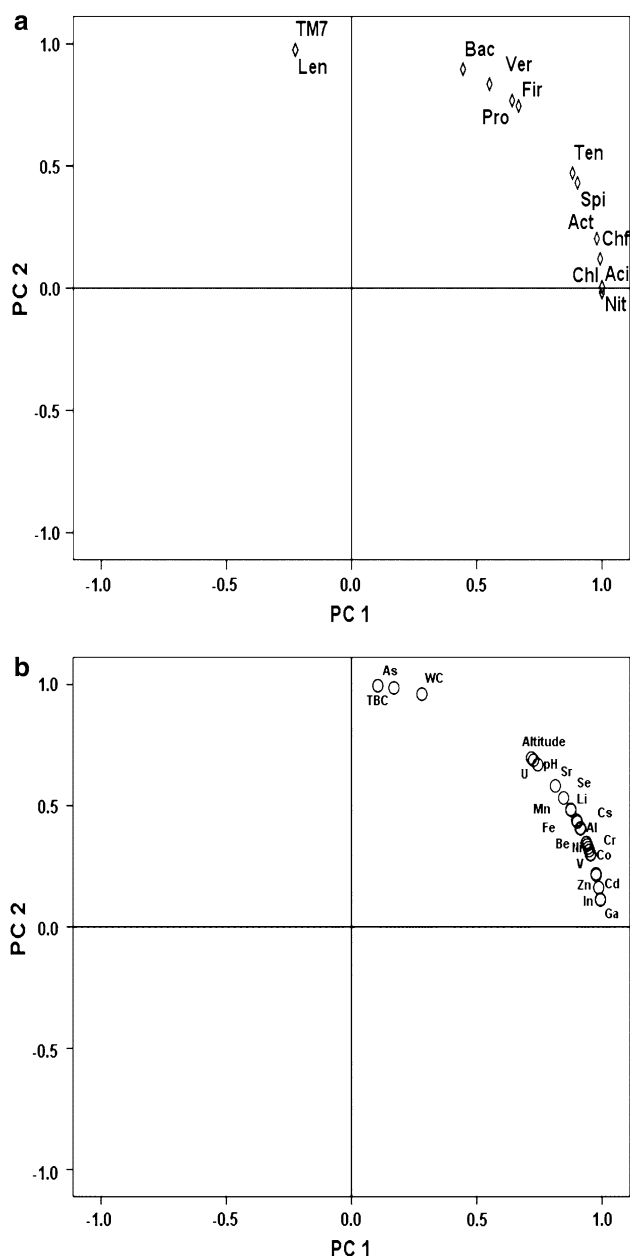 a
TM7
Len
Bac
Ver
Fir
Pro
Ten
Spi
Act
Chf
Chl Aci
Nit
1.0
0.5
0.0
-0.5
-1.0
PC 2
-1.0 -0.5 0.0 0.5 1.0
PC 1
b
As
WC
TBC
Altitude
U
pH
Sr
Se
Li
Mn
Cs
Fe
Al
Cr
Be
Ni
Co
V
Zn
Cd
In
Ga
1.0
0.5
0.0
-0.5
-1.0
PC 2
-1.0 -0.5 0.0 0.5 1.0
PC 1